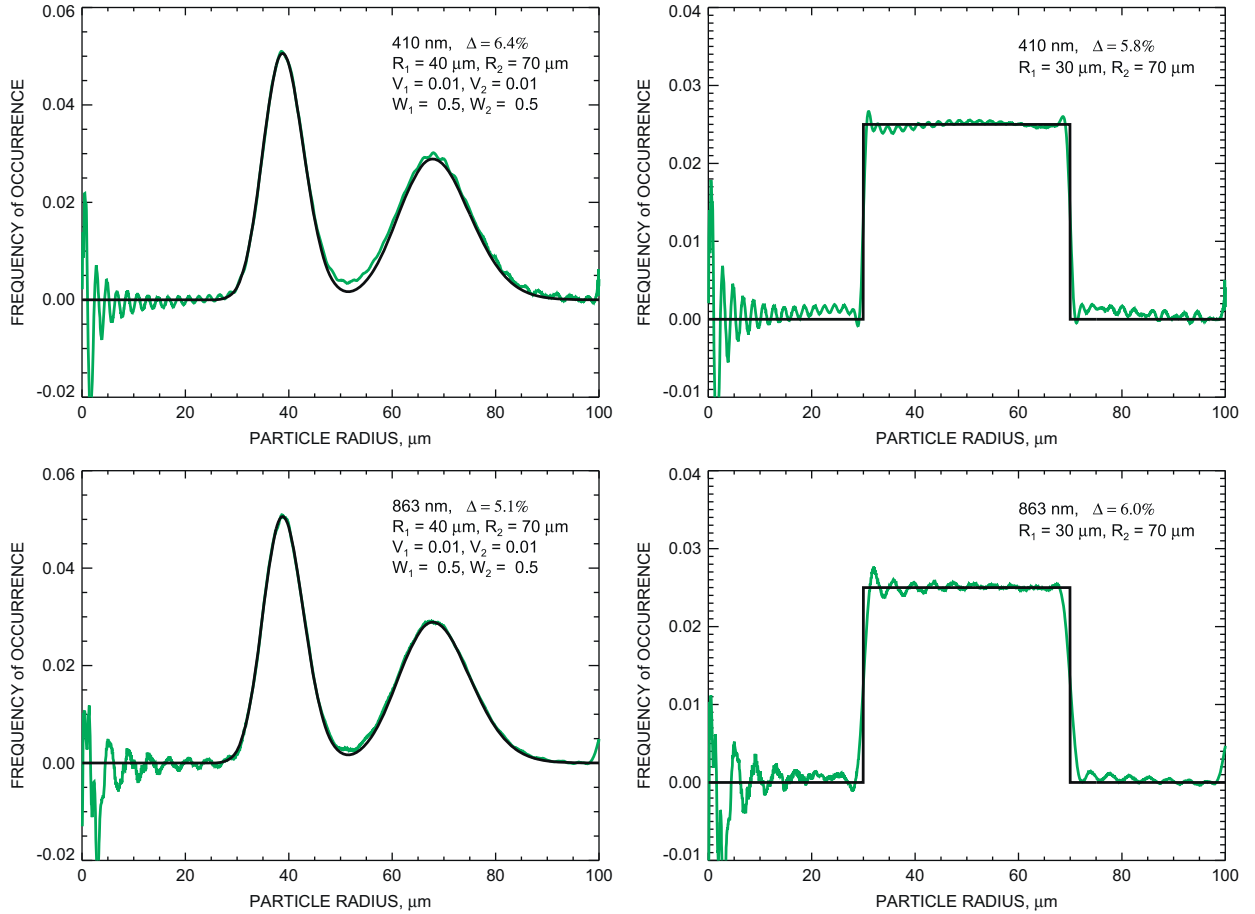 0.06
0.04
0.02
0.00
-0.02
FREQUENCY of OCCURRENCE
410 nm, Δ = 6.4%
R₁ = 40 μm, R₂ = 70 μm
V₁ = 0.01, V₂ = 0.01
W₁ = 0.5, W₂ = 0.5
0 20 40 60 80 100
PARTICLE RADIUS, μm
0.04
0.03
0.02
0.01
0.00
-0.01
FREQUENCY of OCCURRENCE
410 nm, Δ = 5.8%
R₁ = 30 μm, R₂ = 70 μm
0 20 40 60 80 100
PARTICLE RADIUS, μm
0.06
0.04
0.02
0.00
-0.02
FREQUENCY of OCCURRENCE
863 nm, Δ = 5.1%
R₁ = 40 μm, R₂ = 70 μm
V₁ = 0.01, V₂ = 0.01
W₁ = 0.5, W₂ = 0.5
0 20 40 60 80 100
PARTICLE RADIUS, μm
0.04
0.03
0.02
0.01
0.00
-0.01
FREQUENCY of OCCURRENCE
863 nm, Δ = 6.0%
R₁ = 30 μm, R₂ = 70 μm
0 20 40 60 80 100
PARTICLE RADIUS, μm